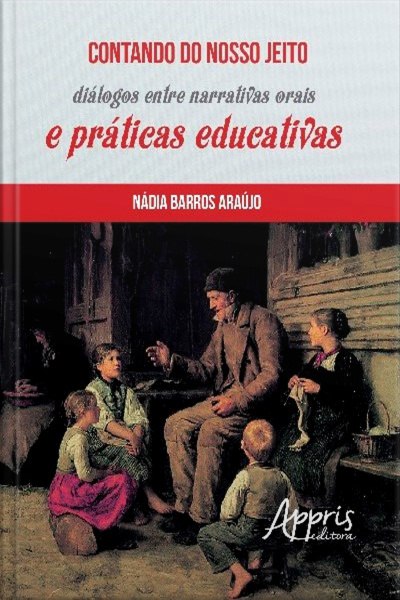 CONTANDO DO NOSSO JEITO
diálogos entre narrativas orais
e práticas educativas
NÁDIA BARROS ARAÚJO
Appris
editora